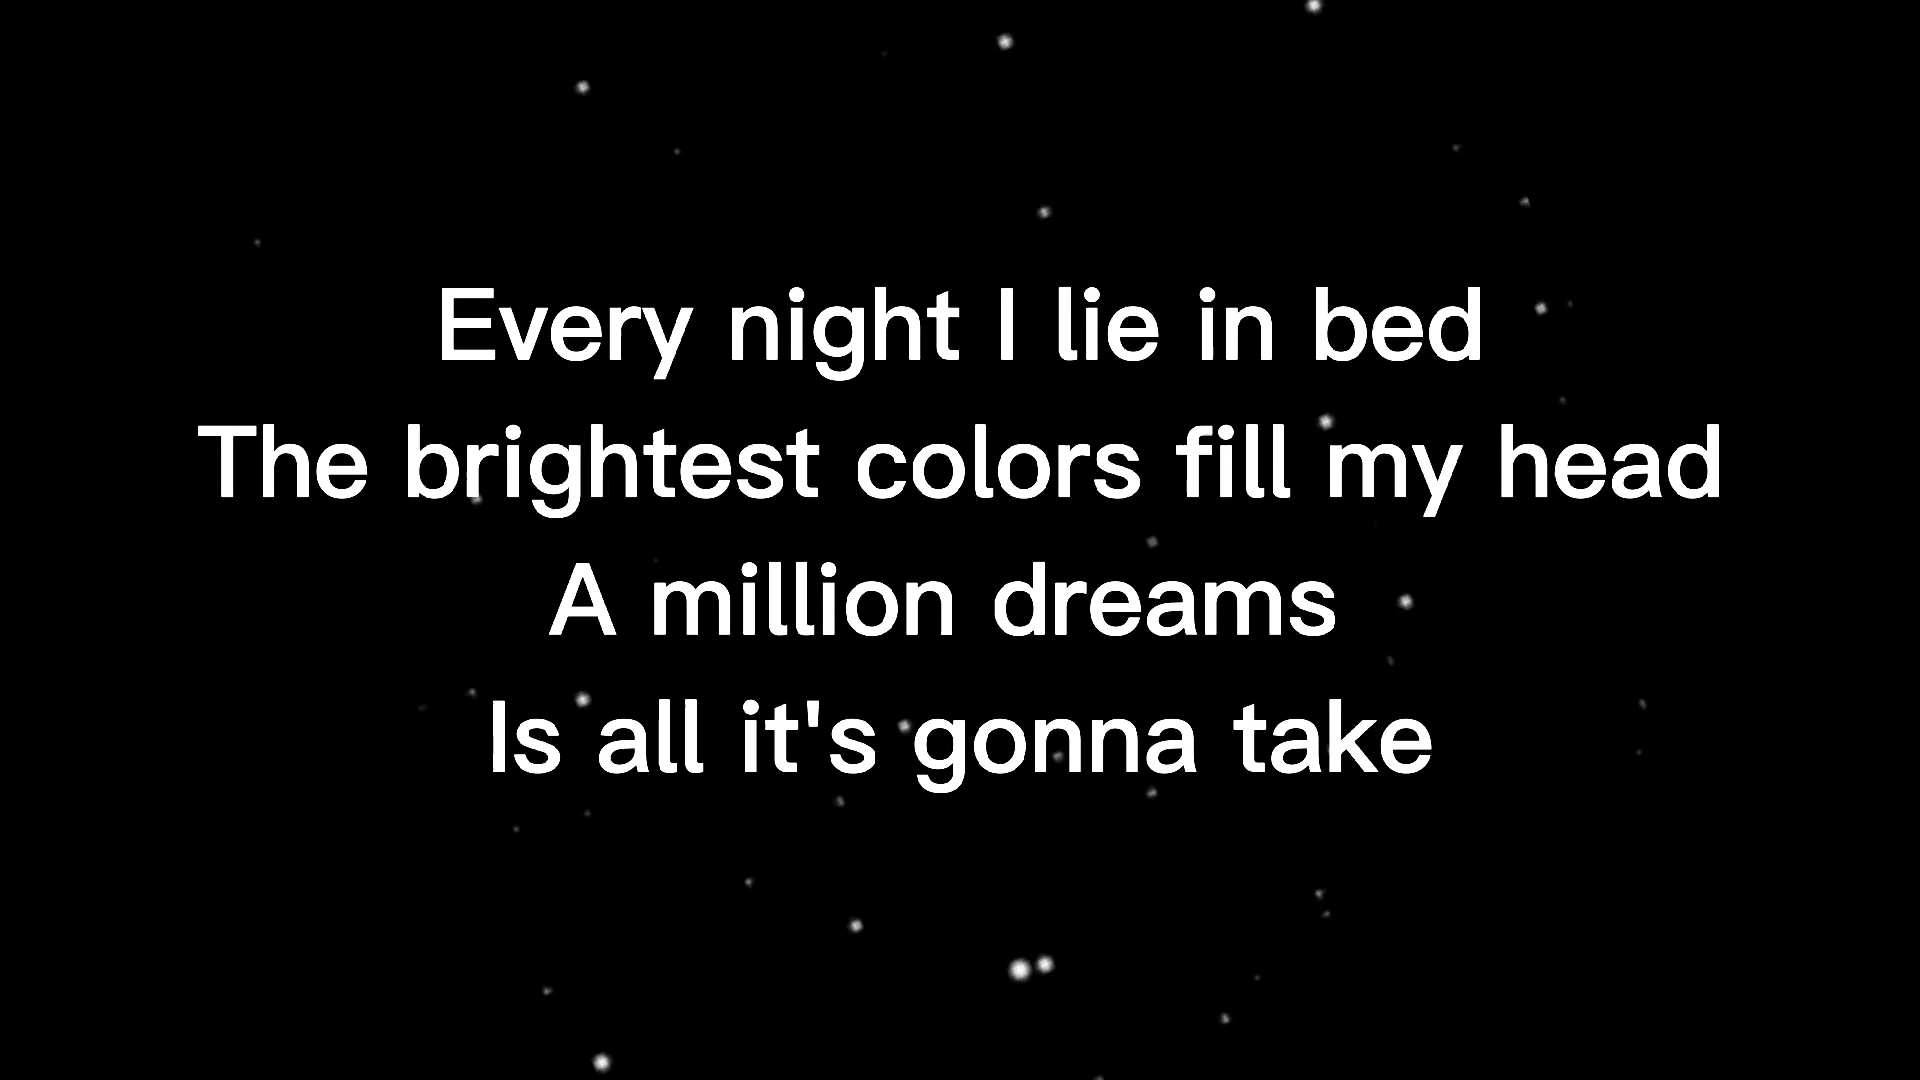 Every night I lie in bed
The brightest colors fill my head
A million dreams
Is all it's gonna take